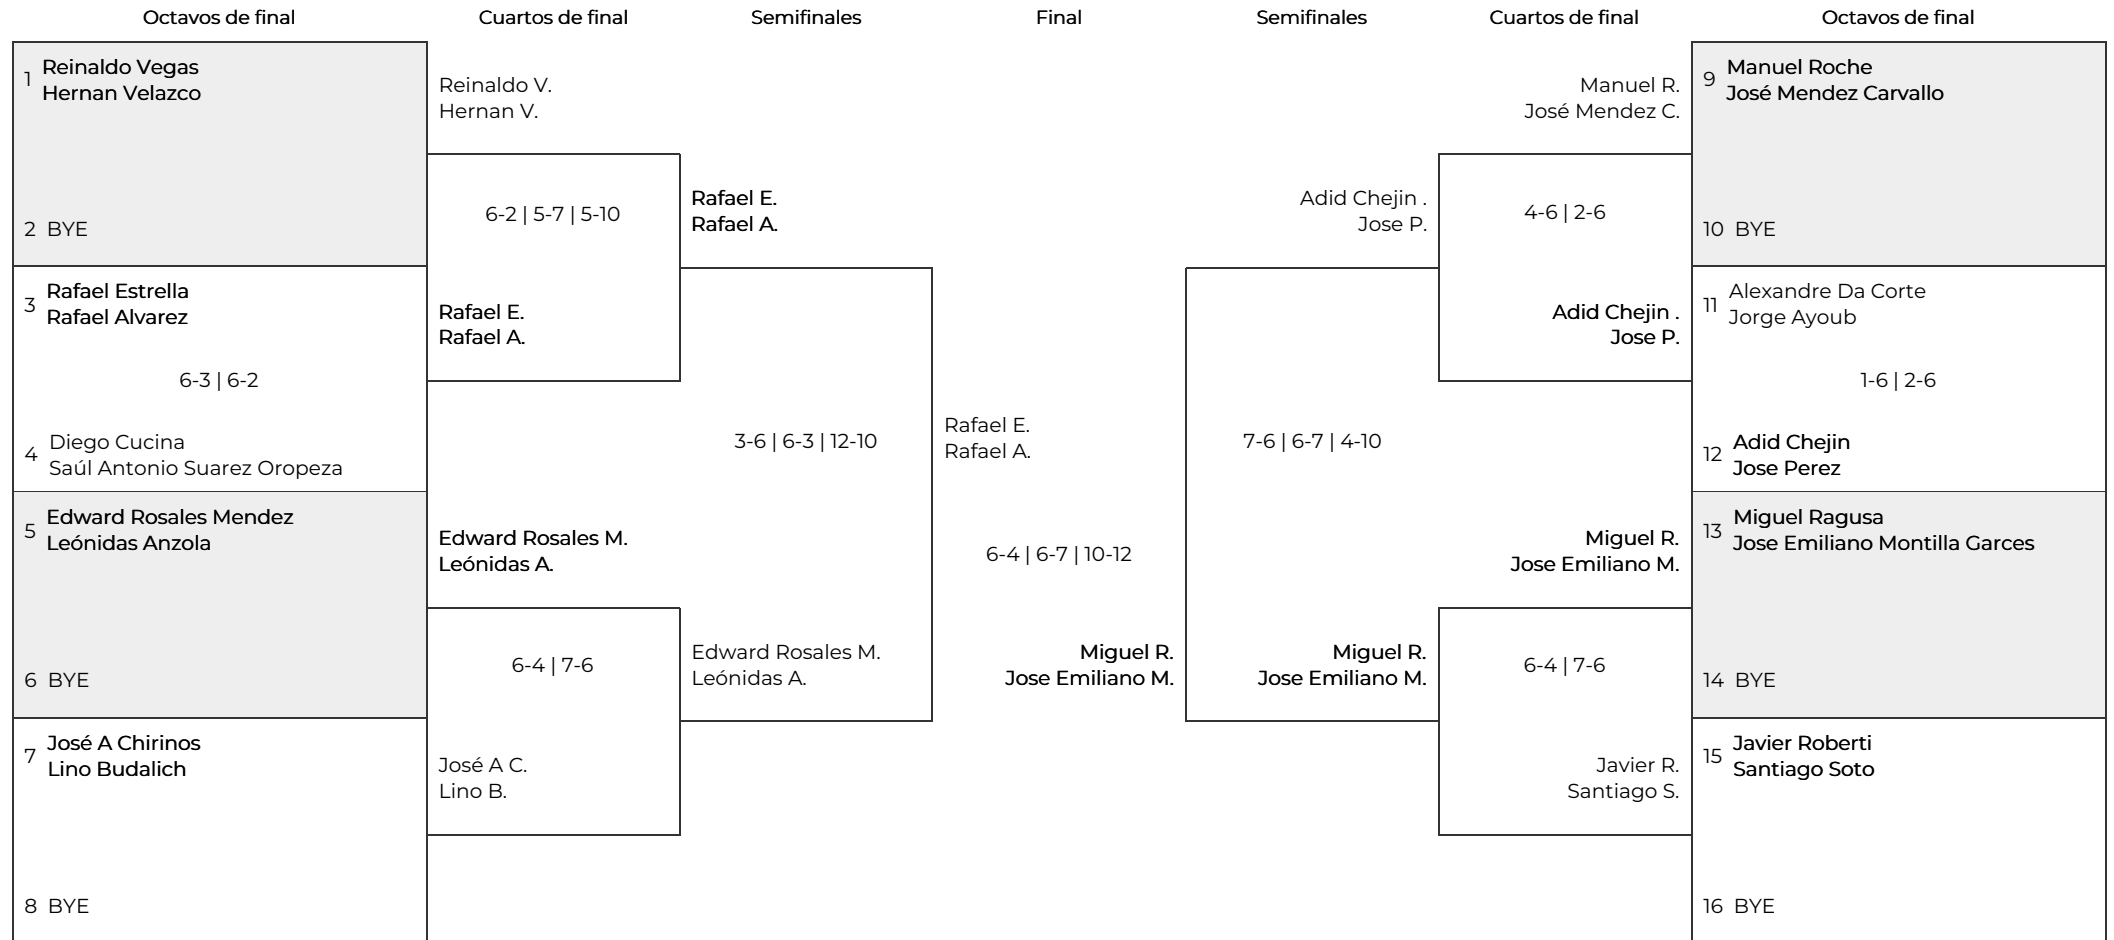 Octavos de final
Cuartos de final
Semifinales
Final
Semifinales
Cuartos de final
Octavos de final
1
Reinaldo Vegas
Hernan Velazco
2 BYE
3
Rafael Estrella
Rafael Alvarez
6-3 | 6-2
4
Diego Cucina
Saúl Antonio Suarez Oropeza
5
Edward Rosales Mendez
Leónidas Anzola
6 BYE
7
José A Chirinos
Lino Budalich
8 BYE
Reinaldo V.
Hernan V.
6-2 | 5-7 | 5-10
Rafael E.
Rafael A.
Edward Rosales M.
Leónidas A.
6-4 | 7-6
José A C.
Lino B.
Rafael E.
Rafael A.
3-6 | 6-3 | 12-10
Edward Rosales M.
Leónidas A.
Rafael E.
Rafael A.
6-4 | 6-7 | 10-12
Miguel R.
Jose Emiliano M.
Adid Chejin .
Jose P.
7-6 | 6-7 | 4-10
Miguel R.
Jose Emiliano M.
Manuel R.
José Mendez C.
4-6 | 2-6
Adid Chejin .
Jose P.
Miguel R.
Jose Emiliano M.
6-4 | 7-6
Javier R.
Santiago S.
9
Manuel Roche
José Mendez Carvallo
10 BYE
11
Alexandre Da Corte
Jorge Ayoub
1-6 | 2-6
12
Adid Chejin
Jose Perez
13
Miguel Ragusa
Jose Emiliano Montilla Garces
14 BYE
15
Javier Roberti
Santiago Soto
16 BYE